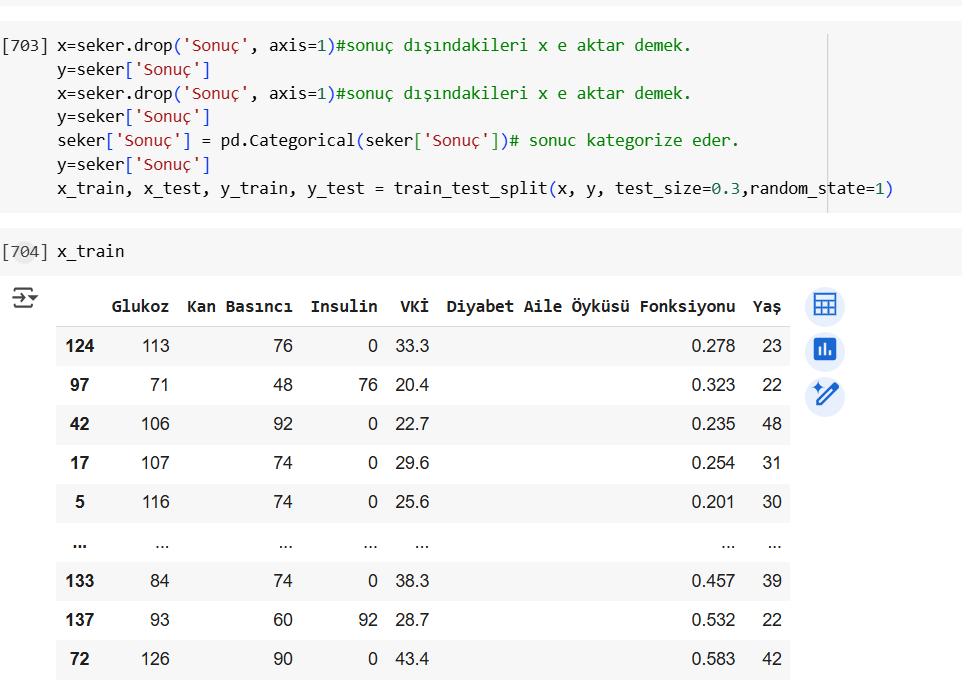 [703] x=seker.drop('Sonuç', axis=1)#sonuç dışındakileri x e aktar demek.
y=seker['Sonuç']
x=seker.drop('Sonuç', axis=1)#sonuç dışındakileri x e aktar demek.
y=seker['Sonuç']
seker['Sonuç'] = pd.Categorical(seker['Sonuç'])# sonuc kategorize eder.
y=seker['Sonuç']
x_train, x_test, y_train, y_test = train_test_split(x, y, test_size=0.3,random_state=1)
[704] x_train
Glukoz Kan Basıncı Insulin VKİ Diyabet Aile Öyküsü Fonksiyonu Yaş
124 113 76 0 33.3 0.278 23
97 71 48 76 20.4 0.323 22
42 106 92 0 22.7 0.235 48
17 107 74 0 29.6 0.254 31
5 116 74 0 25.6 0.201 30
... ... ... ... ... ... ...
133 84 74 0 38.3 0.457 39
137 93 60 92 28.7 0.532 22
72 126 90 0 43.4 0.583 42